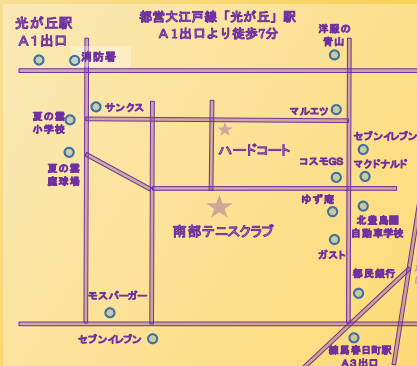 都営大江戸線「光が丘」駅
A1出口より徒歩7分
光が丘駅
A1出口
消防署
洋服の
青山
サンクス
マルエツ
夏の雲
小学校
ハードコート
セブンイレブン
コスモGS
マクドナルド
夏の雲
庭球場
ゆず庵
北豊島園
自動車学校
南部テニスクラブ
ガスト
都民銀行
モスバーガー
セブンイレブン
練馬春日町駅
A3出口